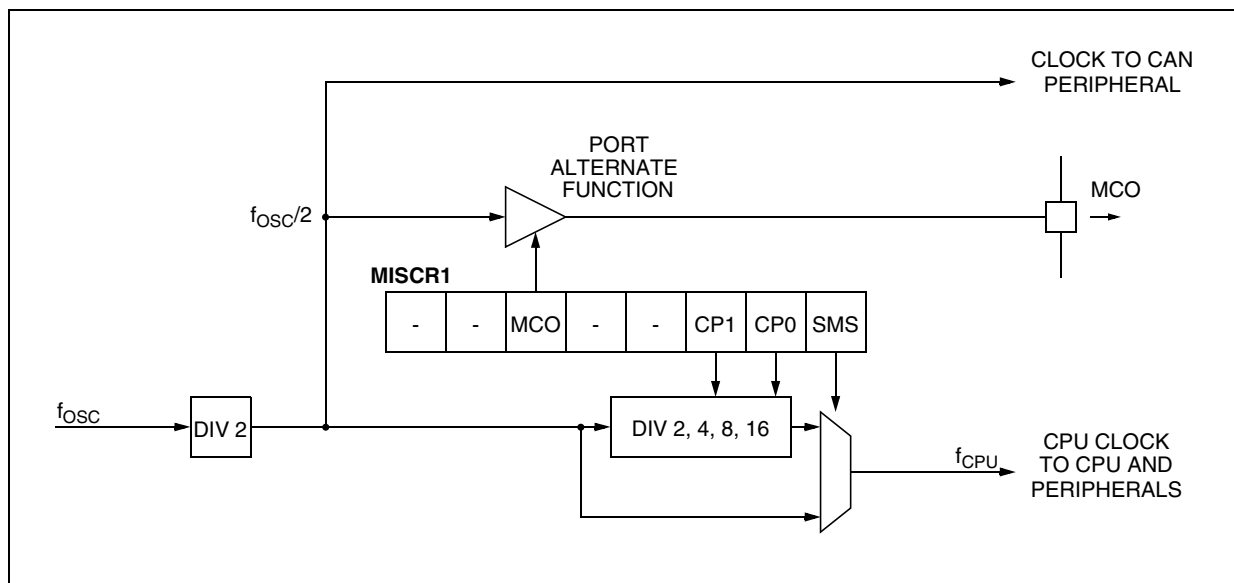 CLOCK TO CAN
PERIPHERAL
PORT
ALTERNATE
FUNCTION
MCO
fOSC/2
MISCR1
- - MCO - - CP1 CP0 SMS
fOSC
DIV 2
DIV 2, 4, 8, 16
fCPU
CPU CLOCK
TO CPU AND
PERIPHERALS